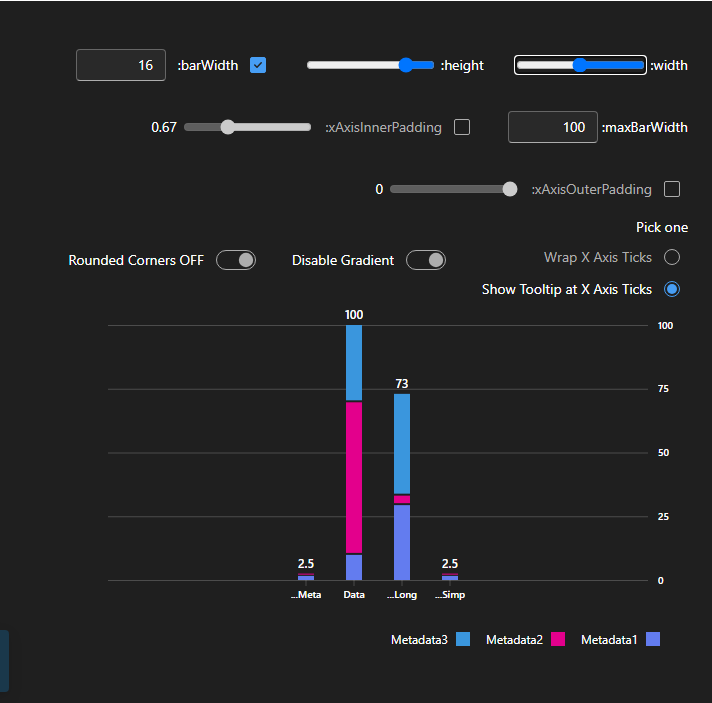 16 :barWidth :height :width
0.67 :xAxisInnerPadding 100 :maxBarWidth
0 :xAxisOuterPadding
Pick one
Rounded Corners OFF Disable Gradient Wrap X Axis Ticks
Show Tooltip at X Axis Ticks
100
100
75
73
50
25
2.5 2.5
0
...Meta Data ...Long ...Simp
Metadata3 Metadata2 Metadata1